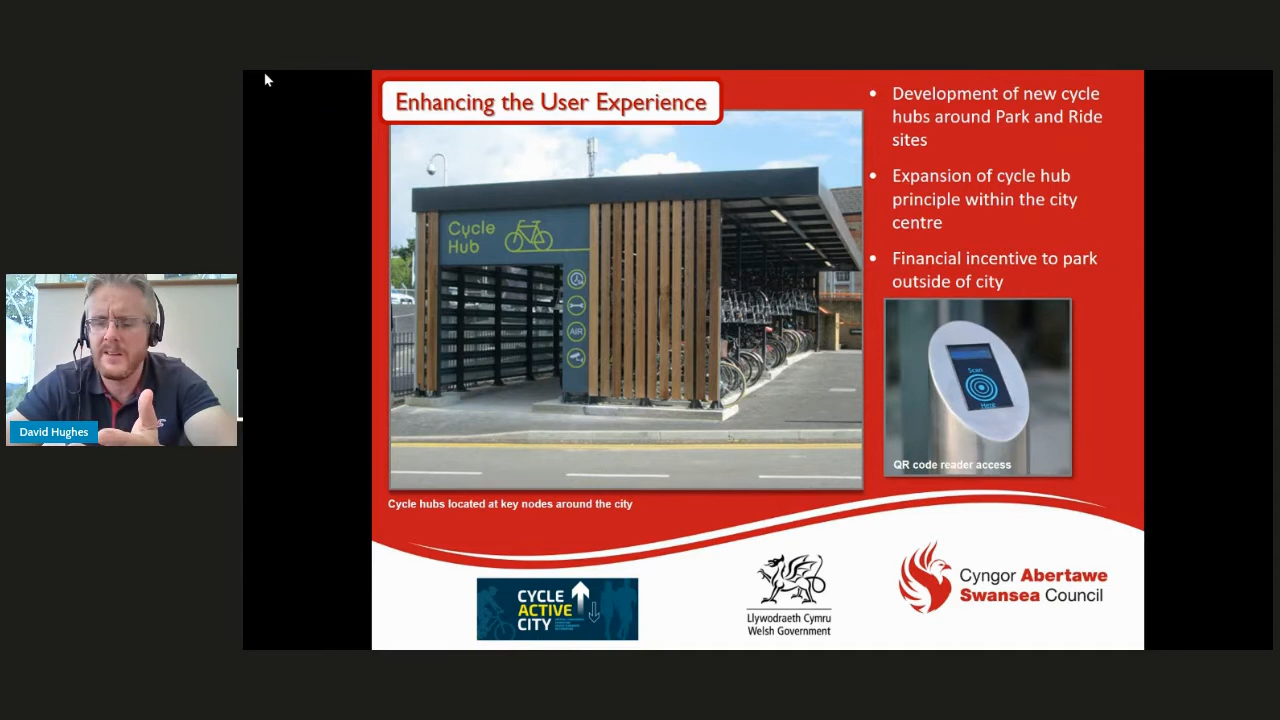 Enhancing the User Experience
• Development of new cycle
hubs around Park and Ride
sites
• Expansion of cycle hub
principle within the city
centre
• Financial incentive to park
outside of city
Cycle
Hub
AIR
Scan
Here
QR code reader access
David Hughes
Cycle hubs located at key nodes around the city
CYCLE
ACTIVE
CITY
Llywodraeth Cymru
Welsh Government
Cyngor Abertawe
Swansea Council